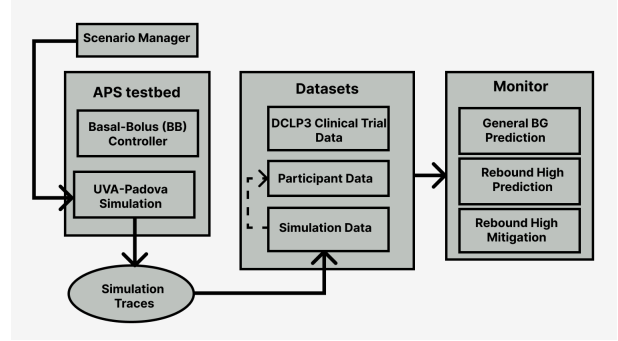 Scenario Manager
APS testbed
Basal-Bolus (BB)
Controller
UVA-Padova
Simulation
Simulation
Traces
Datasets
DCLP3 Clinical Trial
Data
Participant Data
Simulation Data
Monitor
General BG
Prediction
Rebound High
Prediction
Rebound High
Mitigation